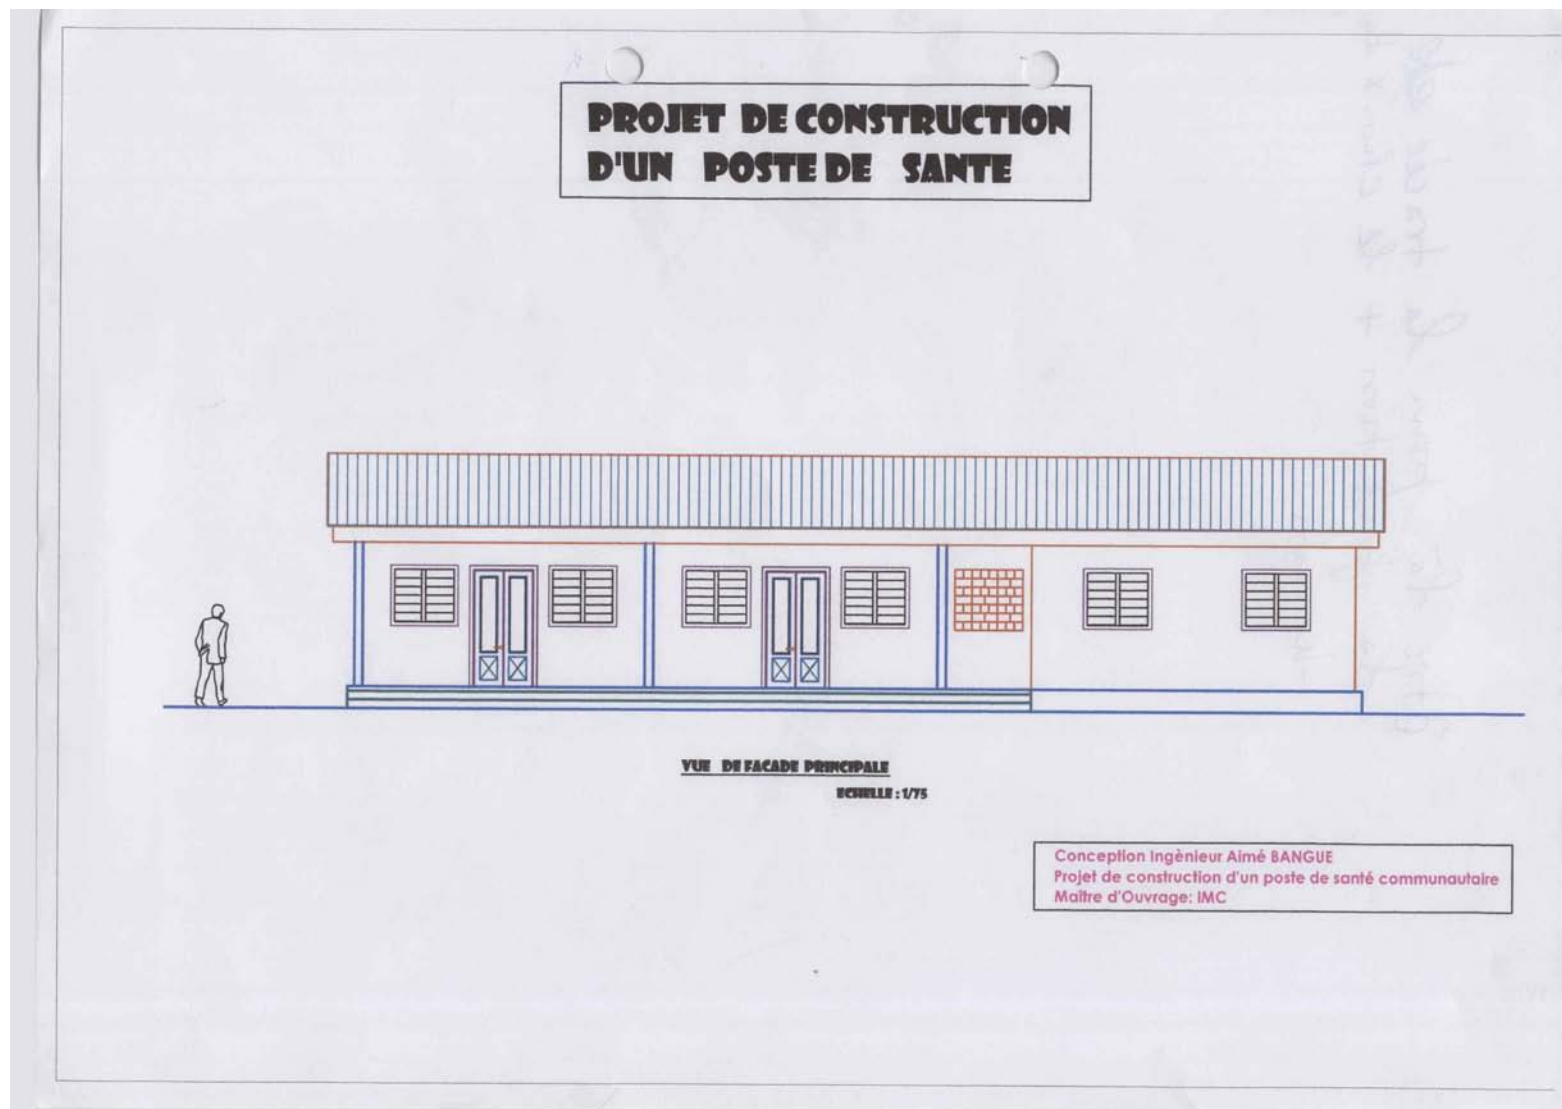 PROJET DE CONSTRUCTION
D'UN POSTE DE SANTE
VUE DE FACADE PRINCIPALE
ECHELLE : 1/75
Conception Ingènieur Aimé BANGUE
Projet de construction d'un poste de santé communautaire
Maître d'Ouvrage: IMC